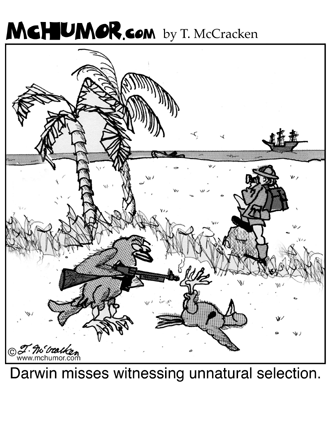 McHUMOR.com by T. McCracken
© T. McCracken
www.mchumor.com
Darwin misses witnessing unnatural selection.